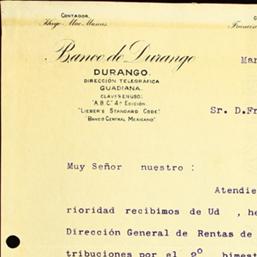 CONTADOR,
Banco de Durango
DURANGO.
DIRECCIÓN TELEGRÁFICA
GUADIANA.
CLAVES EN USO:
"A.B.C." 4ª EDICIÓN.
"LIEBER'S STANDARD CODE"
"BANCO CENTRAL MEXICANO"
Mar
Sr. D.Fr
Muy Señor nuestro :
Atendie
rioridad recibimos de Ud , he
Dirección General de Rentas de
tribuciones por el 2º bimest